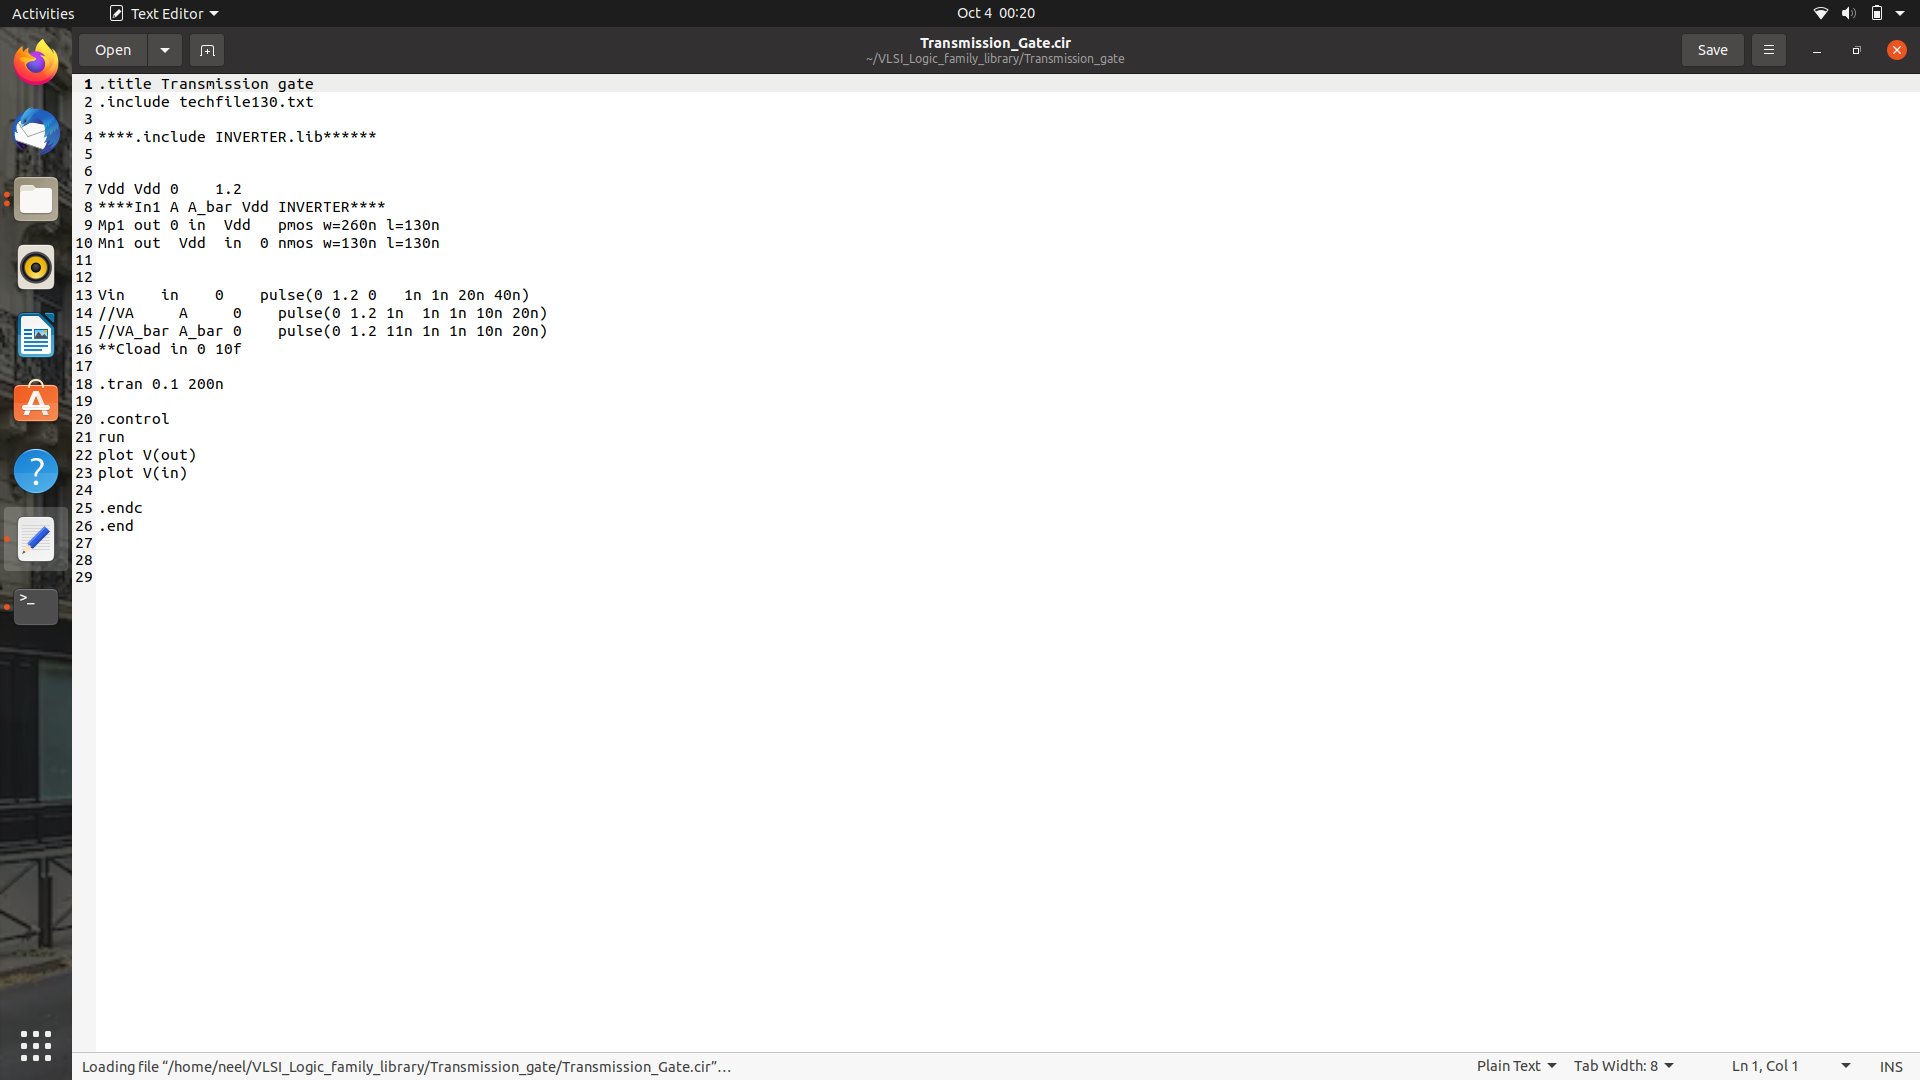 Activities
Text Editor
Oct 4 00:20
Open
Transmission_Gate.cir
~/VLSI_Logic_family_library/Transmission_gate
Save
1 .title Transmission gate
2 .include techfile130.txt
3
4 ****.include INVERTER.lib******
5
6
7 Vdd Vdd 0    1.2
8 ****In1 A A_bar Vdd INVERTER****
9 Mp1 out 0 in  Vdd   pmos w=260n l=130n
10 Mn1 out  Vdd  in  0 nmos w=130n l=130n
11
12
13 Vin    in    0    pulse(0 1.2 0   1n 1n 20n 40n)
14 //VA     A     0    pulse(0 1.2 1n  1n 1n 10n 20n)
15 //VA_bar A_bar 0    pulse(0 1.2 11n 1n 1n 10n 20n)
16 **Cload in 0 10f
17
18 .tran 0.1 200n
19
20 .control
21 run
22 plot V(out)
23 plot V(in)
24
25 .endc
26 .end
27
28
29
Loading file “/home/neel/VLSI_Logic_family_library/Transmission_gate/Transmission_Gate.cir”…
Plain Text
Tab Width: 8
Ln 1, Col 1
INS